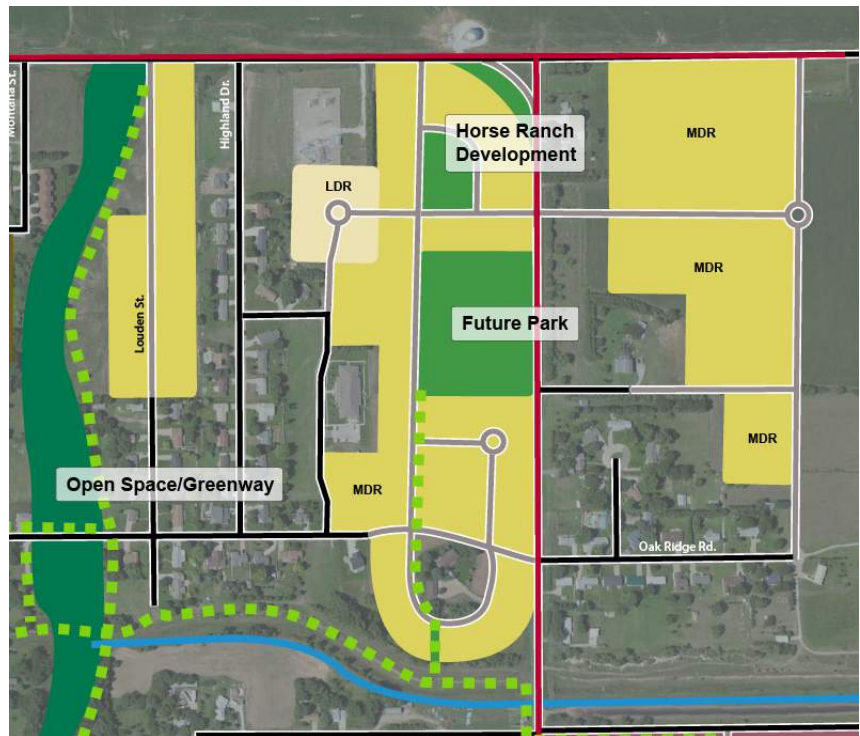 Montana St.
Highland Dr.
Horse Ranch
Development
MDR
LDR
MDR
Louden St.
Future Park
MDR
Open Space/Greenway
MDR
Oak Ridge Rd.